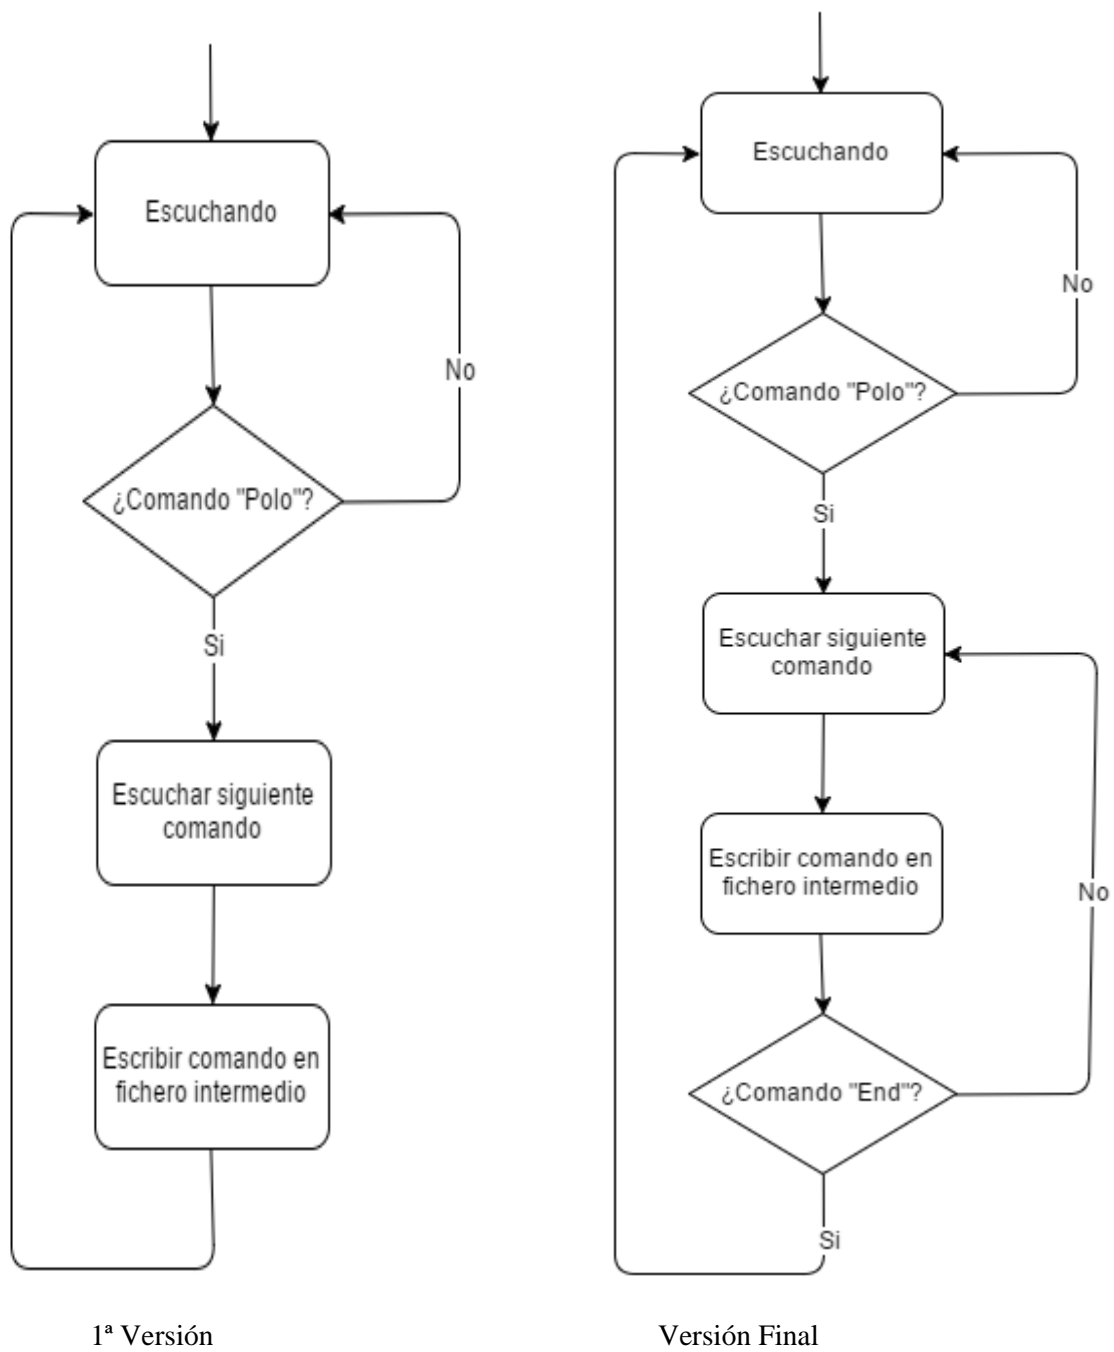 Escuchando
No
¿Comando "Polo"?
Si
Escuchar siguiente
comando
Escribir comando en
fichero intermedio
1ª Versión
Escuchando
No
¿Comando "Polo"?
Si
Escuchar siguiente
comando
Escribir comando en
fichero intermedio
No
¿Comando "End"?
Si
Versión Final